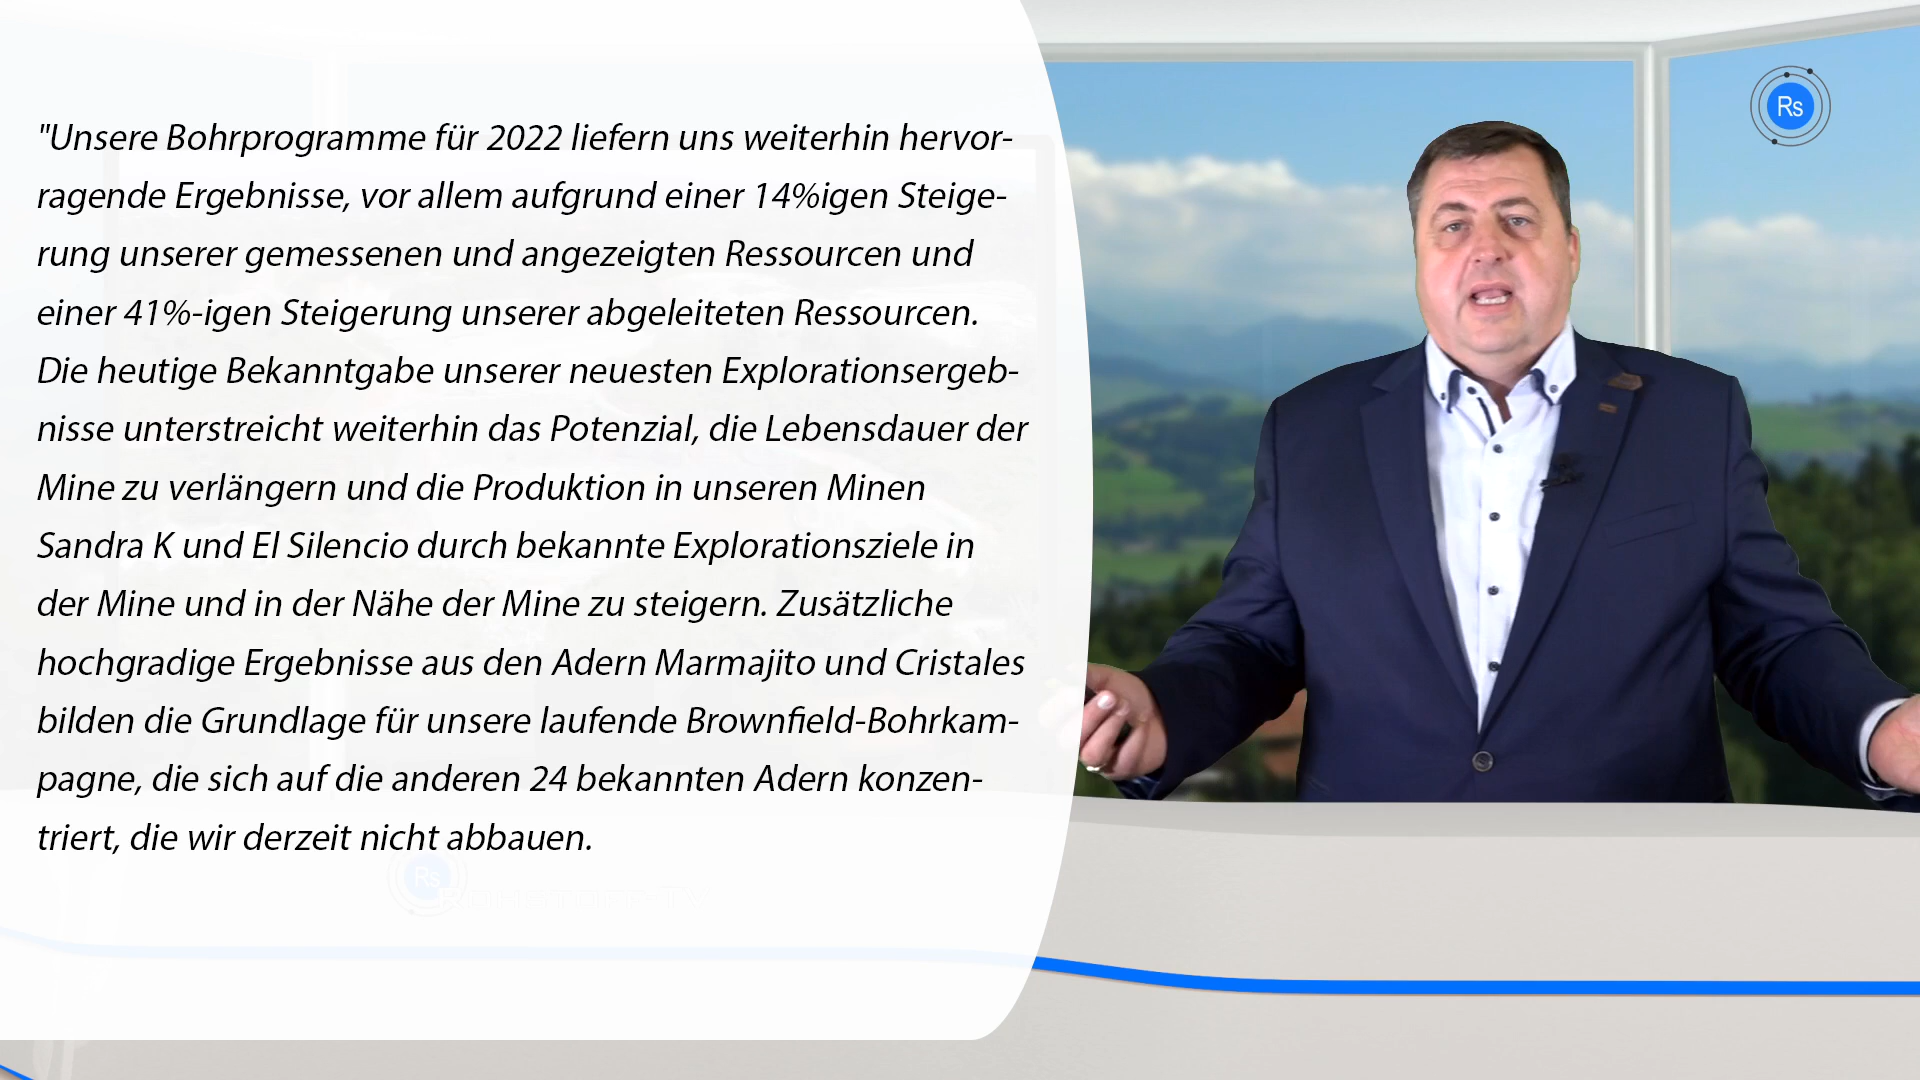 "Unsere Bohrprogramme für 2022 liefern uns weiterhin hervor-
ragende Ergebnisse, vor allem aufgrund einer 14%igen Steige-
rung unserer gemessenen und angezeigten Ressourcen und
einer 41%-igen Steigerung unserer abgeleiteten Ressourcen.
Die heutige Bekanntgabe unserer neuesten Explorationsergeb-
nisse unterstreicht weiterhin das Potenzial, die Lebensdauer der
Mine zu verlängern und die Produktion in unseren Minen
Sandra K und El Silencio durch bekannte Explorationsziele in
der Mine und in der Nähe der Mine zu steigern. Zusätzliche
hochgradige Ergebnisse aus den Adern Marmajito und Cristales
bilden die Grundlage für unsere laufende Brownfield-Bohrkam-
pagne, die sich auf die anderen 24 bekannten Adern konzen-
triert, die wir derzeit nicht abbauen.
Rs
Rs